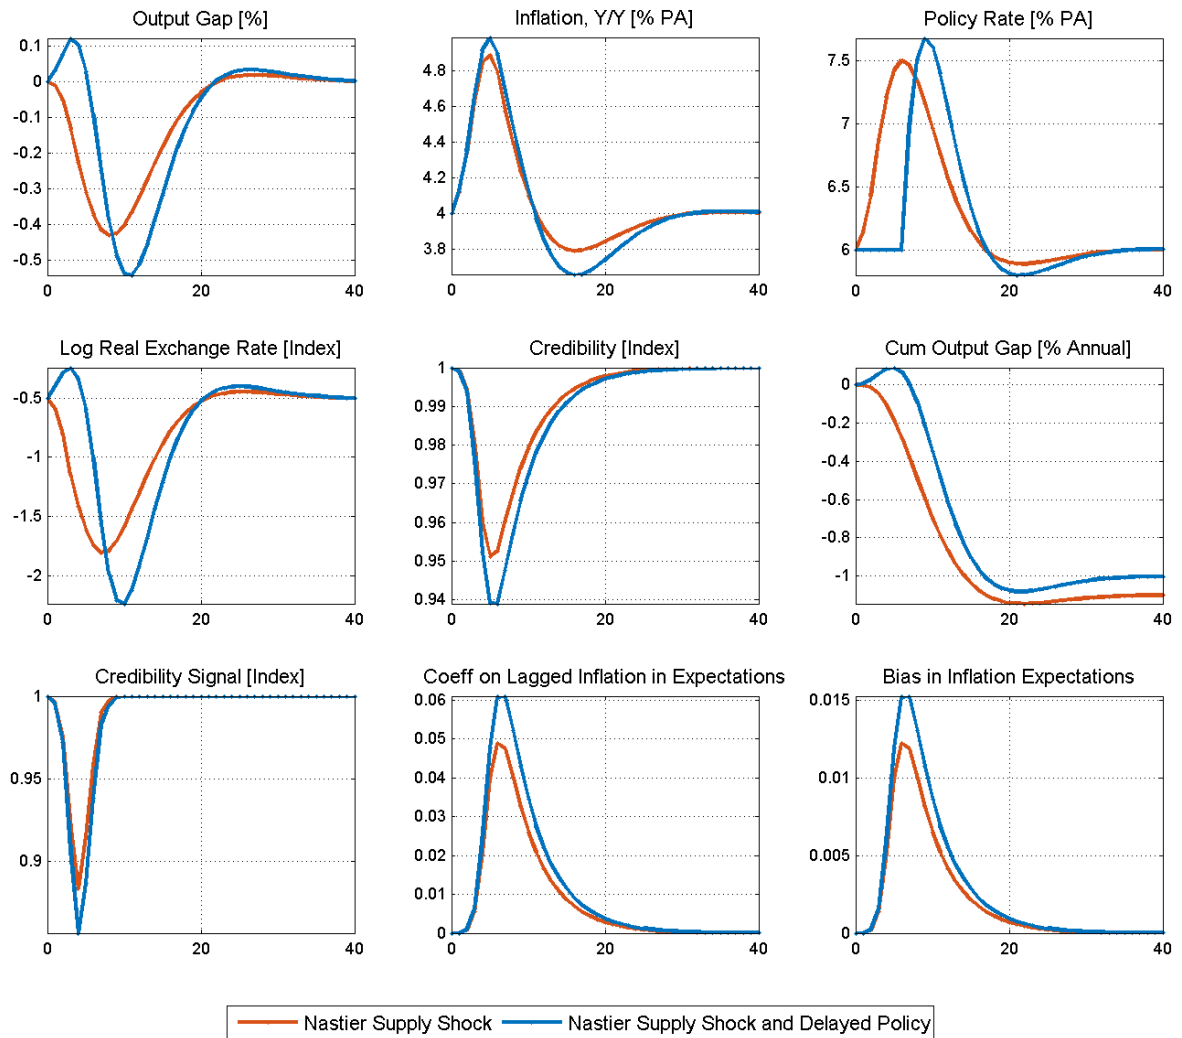 Output Gap [%]
0.1
0
-0.1
-0.2
-0.3
-0.4
-0.5
0 20 40
Inflation, Y/Y [% PA]
4.8
4.6
4.4
4.2
4
3.8
0 20 40
Policy Rate [% PA]
7.5
7
6.5
6
0 20 40
Log Real Exchange Rate [Index]
-0.5
-1
-1.5
-2
0 20 40
Credibility [Index]
1
0.99
0.98
0.97
0.96
0.95
0.94
0 20 40
Cum Output Gap [% Annual]
0
-0.2
-0.4
-0.6
-0.8
-1
0 20 40
Credibility Signal [Index]
1
0.95
0.9
0 20 40
Coeff on Lagged Inflation in Expectations
0.06
0.05
0.04
0.03
0.02
0.01
0
0 20 40
Bias in Inflation Expectations
0.015
0.01
0.005
0
0 20 40
Nastier Supply Shock
Nastier Supply Shock and Delayed Policy